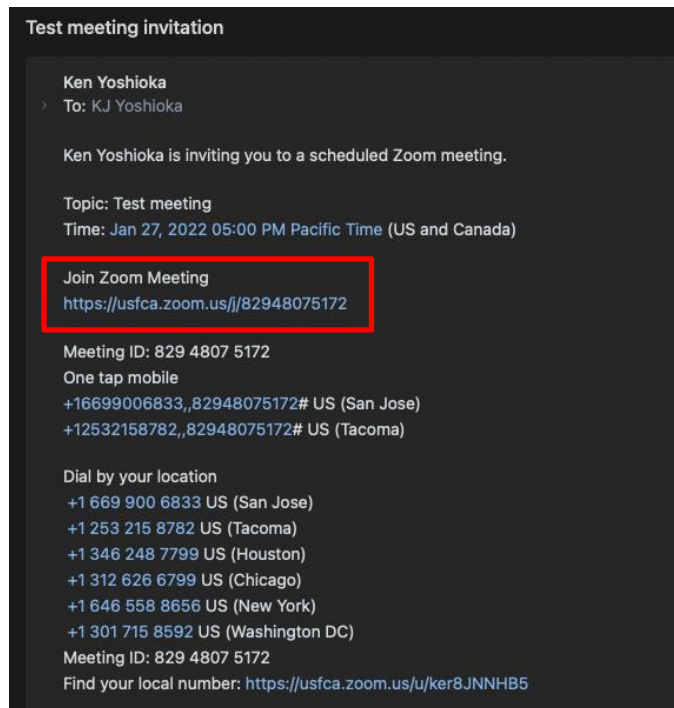 Test meeting invitation
Ken Yoshioka
To: KJ Yoshioka
Ken Yoshioka is inviting you to a scheduled Zoom meeting.
Topic: Test meeting
Time: Jan 27, 2022 05:00 PM Pacific Time (US and Canada)
Join Zoom Meeting
https://usfca.zoom.us/j/82948075172
Meeting ID: 829 4807 5172
One tap mobile
+16699006833,,82948075172# US (San Jose)
+12532158782,,82948075172# US (Tacoma)
Dial by your location
+1 669 900 6833 US (San Jose)
+1 253 215 8782 US (Tacoma)
+1 346 248 7799 US (Houston)
+1 312 626 6799 US (Chicago)
+1 646 558 8656 US (New York)
+1 301 715 8592 US (Washington DC)
Meeting ID: 829 4807 5172
Find your local number: https://usfca.zoom.us/u/ker8JNNHB5